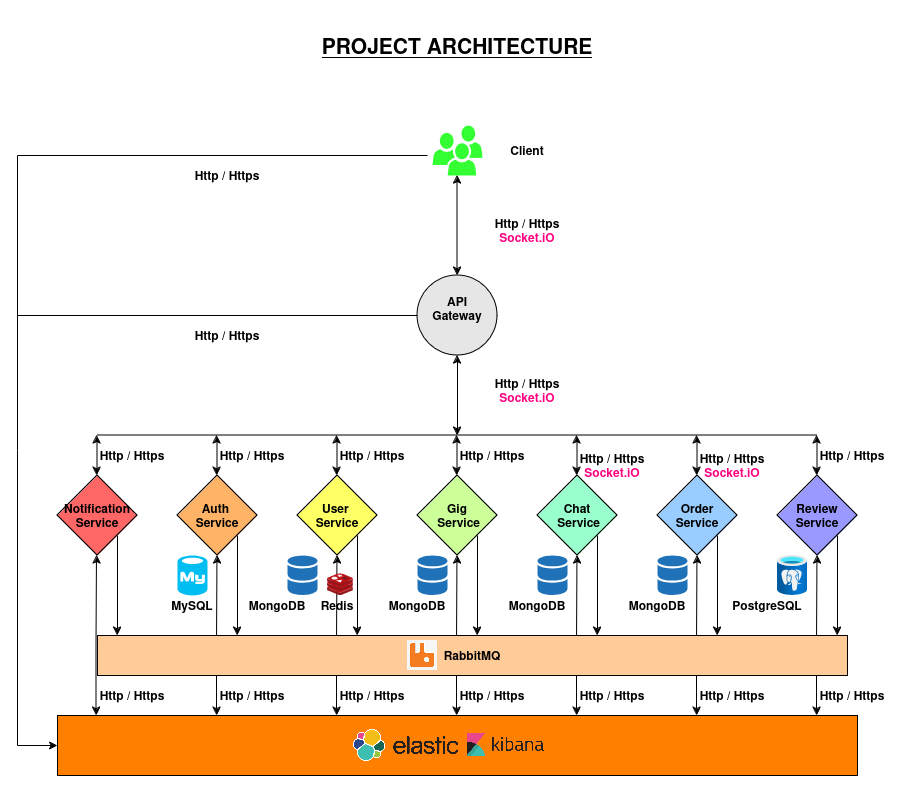 PROJECT ARCHITECTURE
Client
Http / Https
Http / Https
Socket.iO
API
Gateway
Http / Https
Http / Https
Socket.iO
Http / Https
Http / Https
Http / Https
Http / Https
Http / Https
Socket.iO
Http / Https
Socket.iO
Http / Https
Notification
Service
Auth
Service
User
Service
Gig
Service
Chat
Service
Order
Service
Review
Service
My
MySQL
MongoDB
Redis
MongoDB
MongoDB
MongoDB
PostgreSQL
RabbitMQ
Http / Https
Http / Https
Http / Https
Http / Https
Http / Https
Http / Https
Http / Https
elastic
kibana